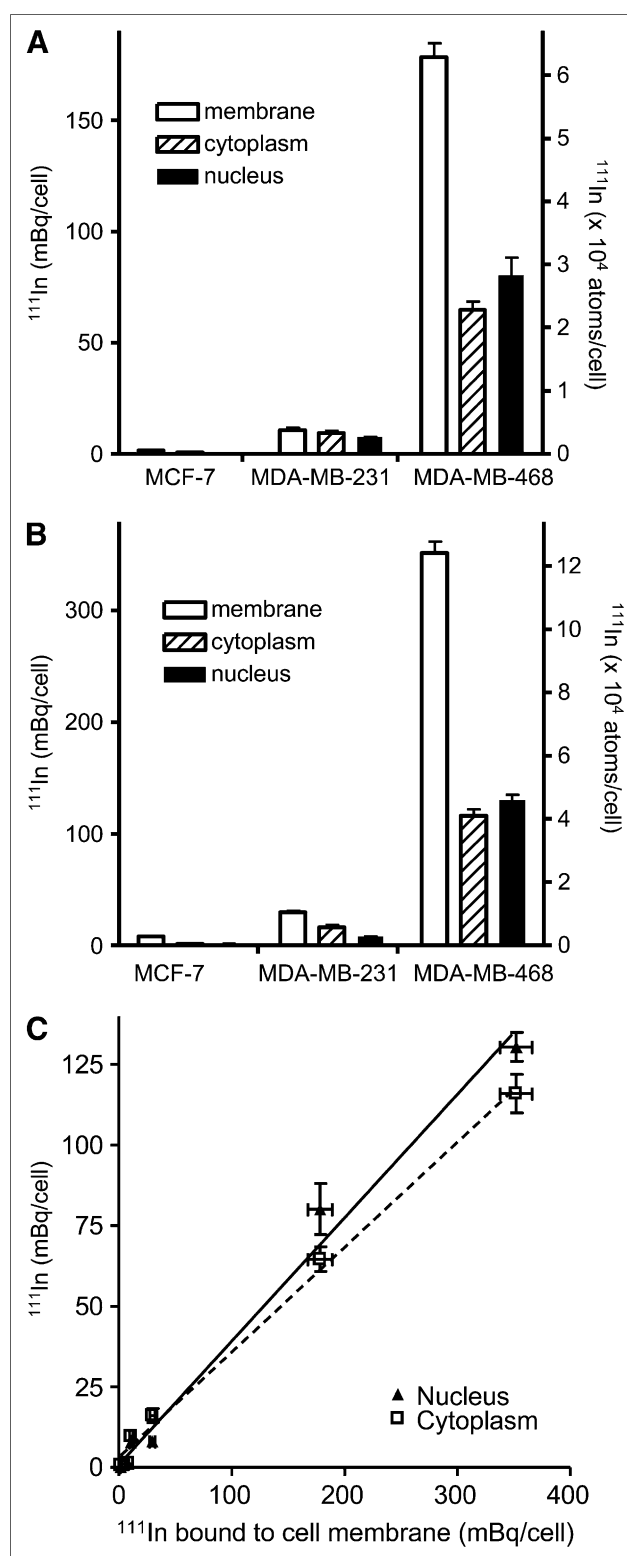 A
membrane
cytoplasm
nucleus
150
100
50
0
¹¹¹In (mBq/cell)
6
5
4
3
2
1
0
¹¹¹In (x 10⁴ atoms/cell)
MCF-7 MDA-MB-231 MDA-MB-468
B
membrane
cytoplasm
nucleus
300
200
100
0
¹¹¹In (mBq/cell)
12
10
8
6
4
2
0
¹¹¹In (x 10⁴ atoms/cell)
MCF-7 MDA-MB-231 MDA-MB-468
C
125
100
75
50
25
0
¹¹¹In (mBq/cell)
Nucleus
Cytoplasm
0 100 200 300 400
¹¹¹In bound to cell membrane (mBq/cell)